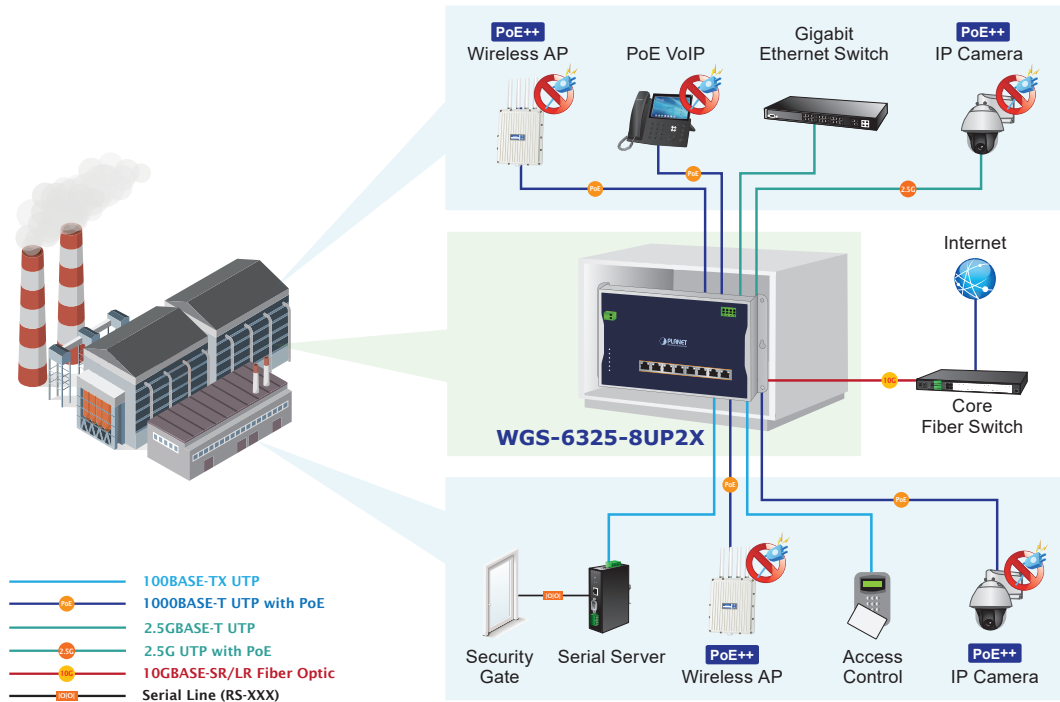 PoE++
Wireless AP
PoE VoIP
Gigabit
Ethernet Switch
PoE++
IP Camera
PoE
PoE
2.5G
Internet
PLANET
10G
Core
Fiber Switch
WGS-6325-8UP2X
PoE
PoE
IOIOI
Security
Gate
Serial Server
PoE++
Wireless AP
Access
Control
PoE++
IP Camera
100BASE-TX UTP
PoE
1000BASE-T UTP with PoE
2.5GBASE-T UTP
2.5G
2.5G UTP with PoE
10G
10GBASE-SR/LR Fiber Optic
IOIOI
Serial Line (RS-XXX)